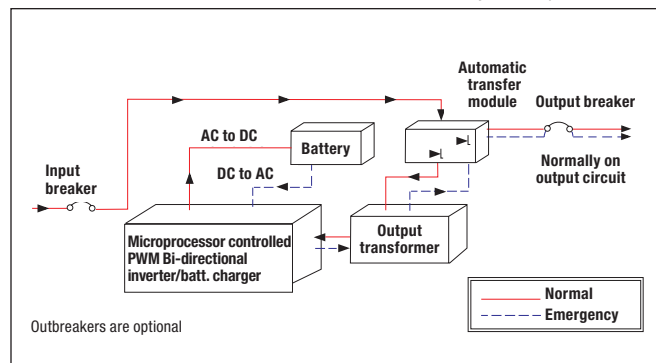 Automatic
transfer
module
Output breaker
AC to DC
Battery
DC to AC
Input
breaker
Normally on
output circuit
Microprocessor controlled
PWM Bi-directional
inverter/batt. charger
Output
transformer
Normal
Emergency
Outbreakers are optional